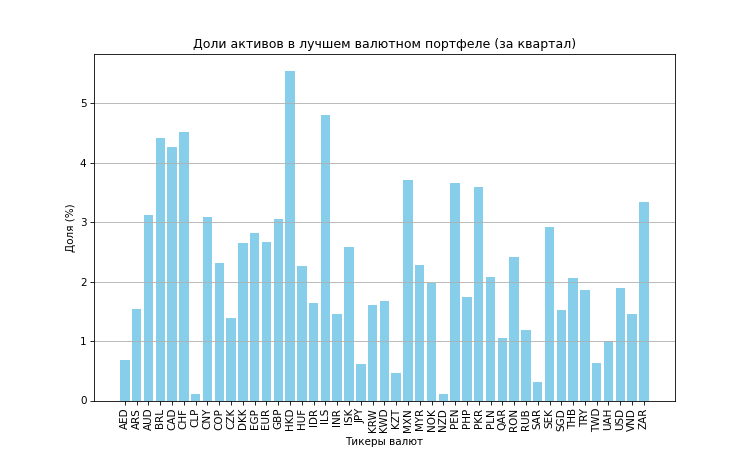 Доли активов в лучшем валютном портфеле (за квартал)
Доля (%)
5
4
3
2
1
0
AED ARS AUD BRL CAD CHF CLP CNY COP CZK DKK EGP EUR GBP HKD HUF IDR ILS INR ISK JPY KRW KWD KZT MXN MYR NOK NZD PEN PHP PKR PLN QAR RON RUB SAR SEK SGD THB TRY TWD UAH USD VND ZAR
Тикеры валют